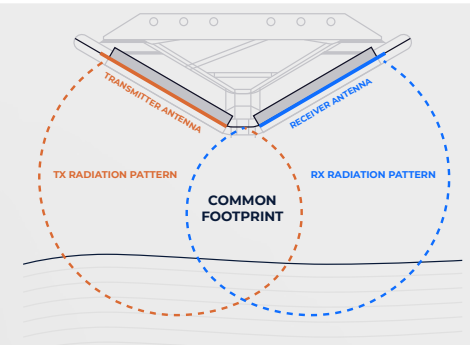 TRANSMITTER ANTENNA
RECEIVER ANTENNA
TX RADIATION PATTERN
RX RADIATION PATTERN
COMMON
FOOTPRINT